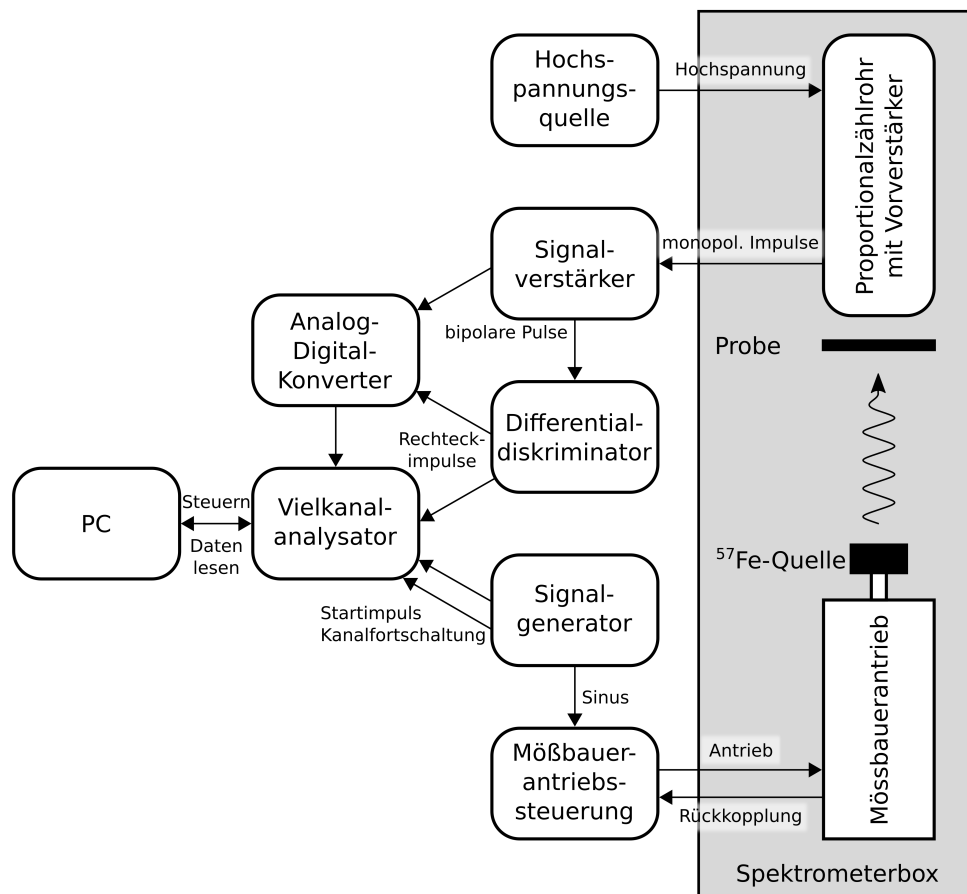 Hochs-
pannungs-
quelle
Hochspannung
Proportionalzählrohr
mit Vorverstärker
Signal-
verstärker
monopol. Impulse
bipolare Pulse
Analog-
Digital-
Konverter
Probe
Differential-
diskriminator
Rechteck-
impulse
PC
Steuern
Daten
lesen
Vielkanal-
analysator
57Fe-Quelle
Signal-
generator
Startimpuls
Kanalfortschaltung
Sinus
Mößbauer-
antriebs-
steuerung
Antrieb
Rückkopplung
Mössbauerantrieb
Spektrometerbox